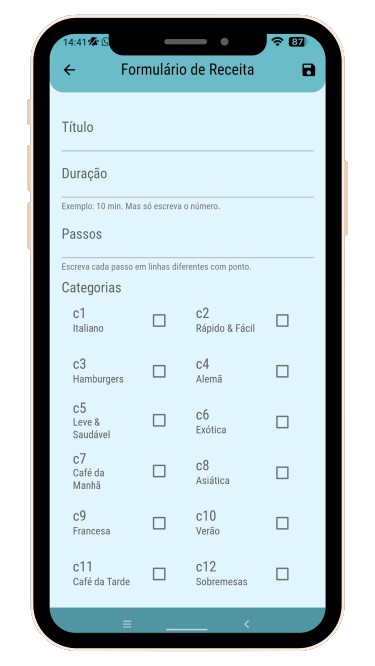 14:41
87
Formulário de Receita
Título
Duração
Exemplo: 10 min. Mas só escreva o número.
Passos
Escreva cada passo em linhas diferentes com ponto.
Categorias
c1
Italiano
c2
Rápido & Fácil
c3
Hamburgers
c4
Alemã
c5
Leve &
Saudável
c6
Exótica
c7
Café da
Manhã
c8
Asiática
c9
Francesa
c10
Verão
c11
Café da Tarde
c12
Sobremesas